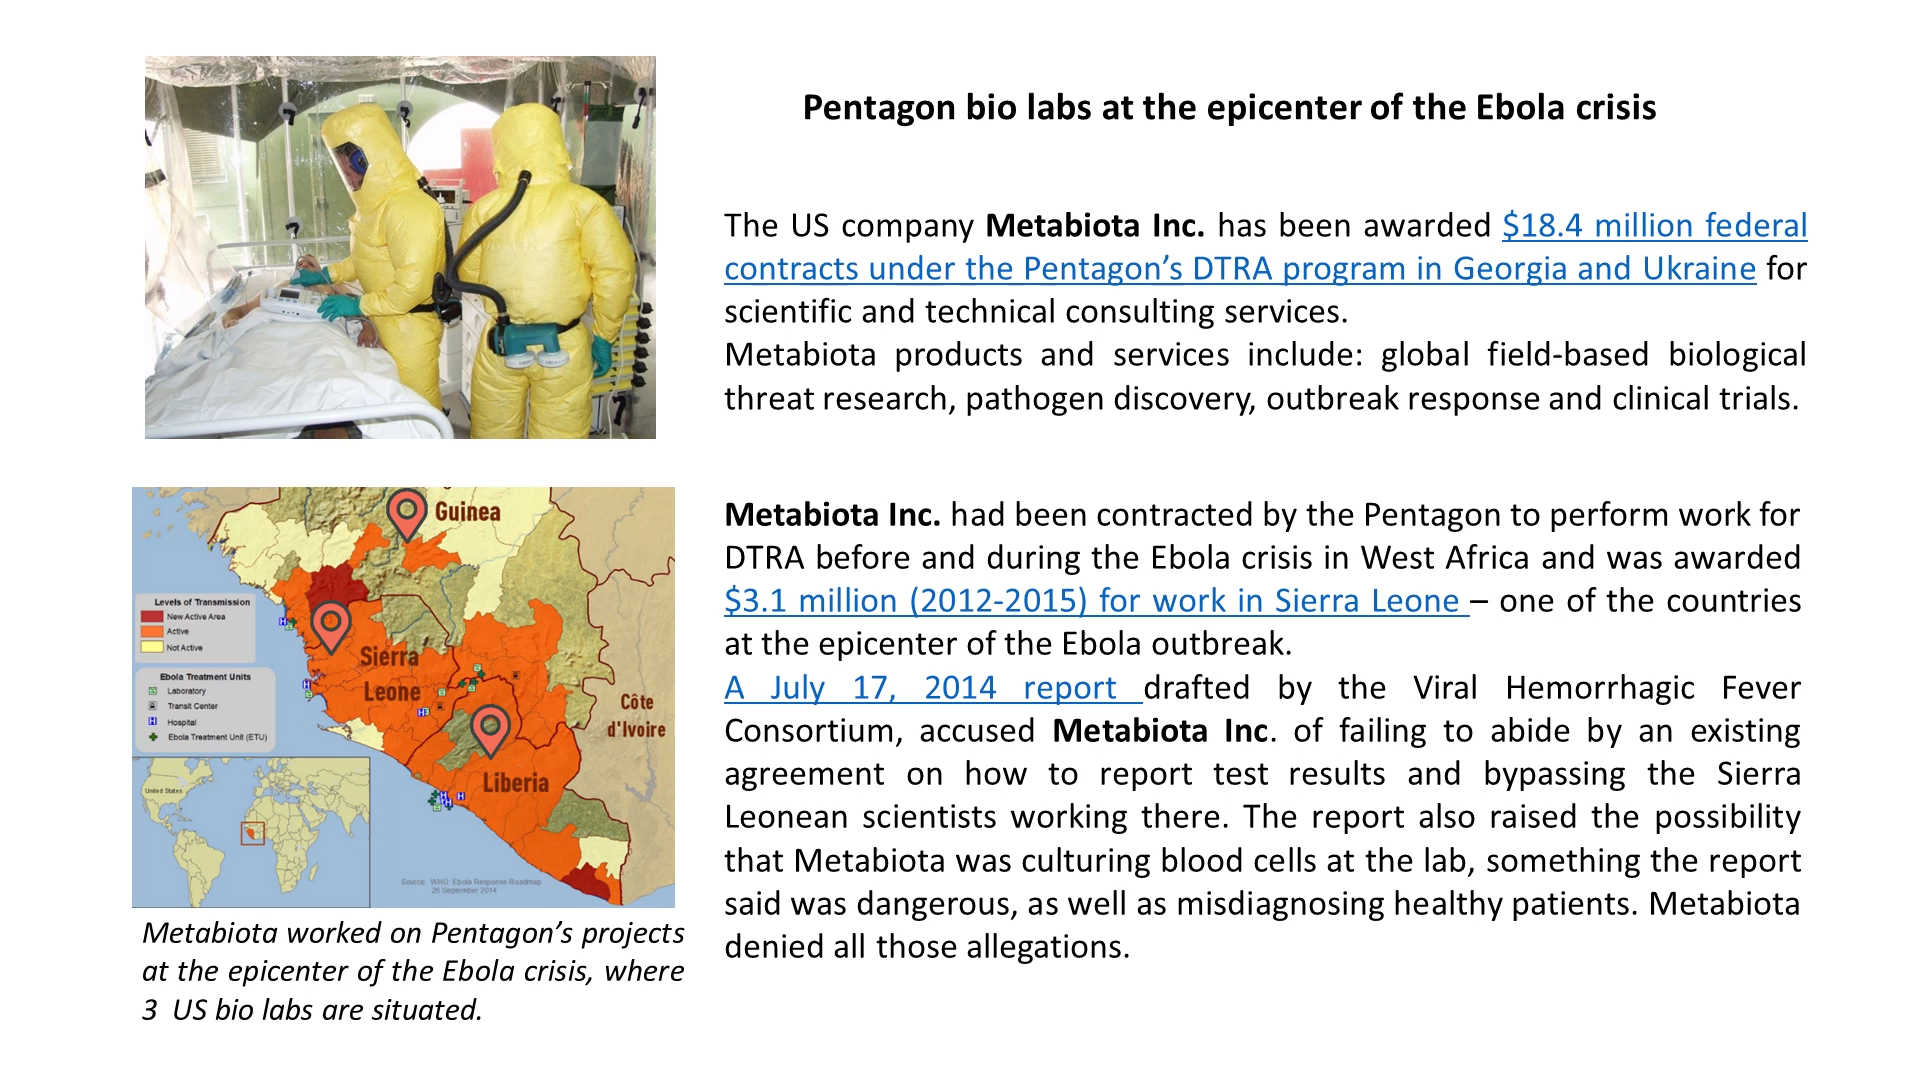 Pentagon bio labs at the epicenter of the Ebola crisis
The US company Metabiota Inc. has been awarded $18.4 million federal
contracts under the Pentagon’s DTRA program in Georgia and Ukraine for
scientific and technical consulting services.
Metabiota products and services include: global field-based biological
threat research, pathogen discovery, outbreak response and clinical trials.
Guinea
Levels of Transmission
New Active Area
Active
Not Active
Sierra
Leone
Ebola Treatment Units
Laboratory
Transit Center
Hospital
Ebola Treatment Unit (ETU)
Côte
d'Ivoire
Liberia
United States
Source: WHO: Ebola Response Roadmap
26 September 2014
Metabiota worked on Pentagon’s projects
at the epicenter of the Ebola crisis, where
3 US bio labs are situated.
Metabiota Inc. had been contracted by the Pentagon to perform work for
DTRA before and during the Ebola crisis in West Africa and was awarded
$3.1 million (2012-2015) for work in Sierra Leone – one of the countries
at the epicenter of the Ebola outbreak.
A July 17, 2014 report drafted by the Viral Hemorrhagic Fever
Consortium, accused Metabiota Inc. of failing to abide by an existing
agreement on how to report test results and bypassing the Sierra
Leonean scientists working there. The report also raised the possibility
that Metabiota was culturing blood cells at the lab, something the report
said was dangerous, as well as misdiagnosing healthy patients. Metabiota
denied all those allegations.